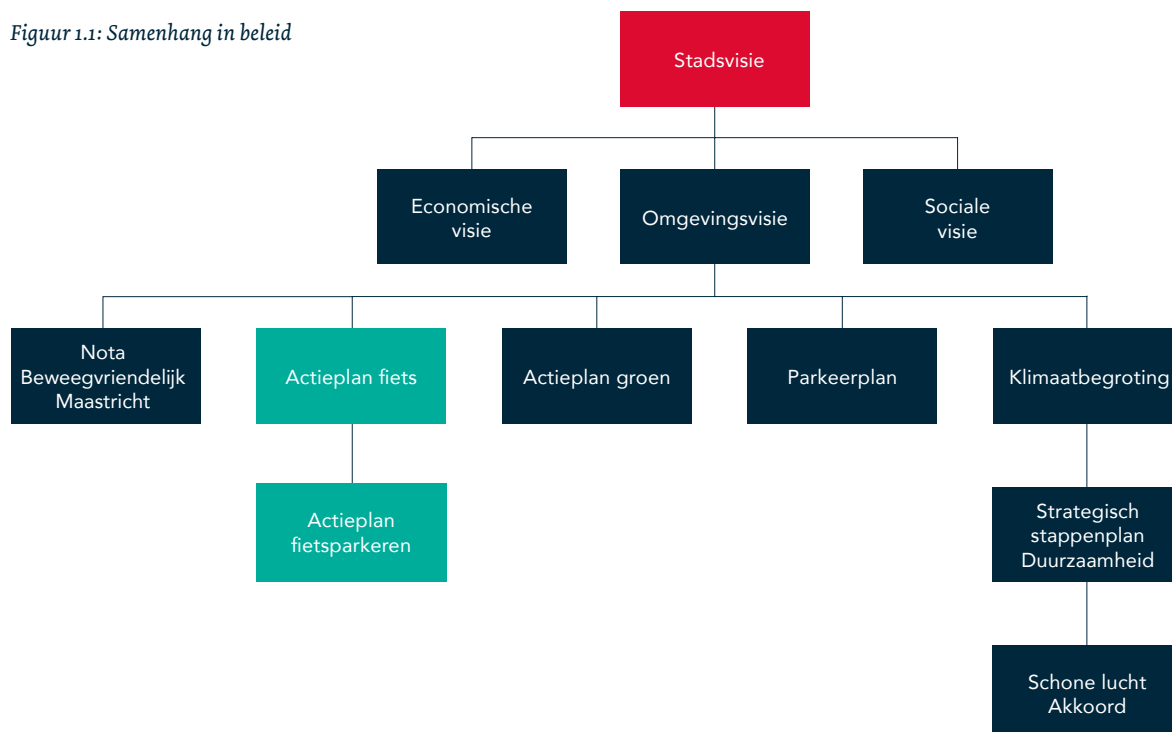 Figuur 1.1: Samenhang in beleid
Stadsvisie
Economische
visie
Omgevingsvisie
Sociale
visie
Nota
Beweegvriendelijk
Maastricht
Actieplan fiets
Actieplan groen
Parkeerplan
Klimaatbegroting
Actieplan
fietsparkeren
Strategisch
stappenplan
Duurzaamheid
Schone lucht
Akkoord